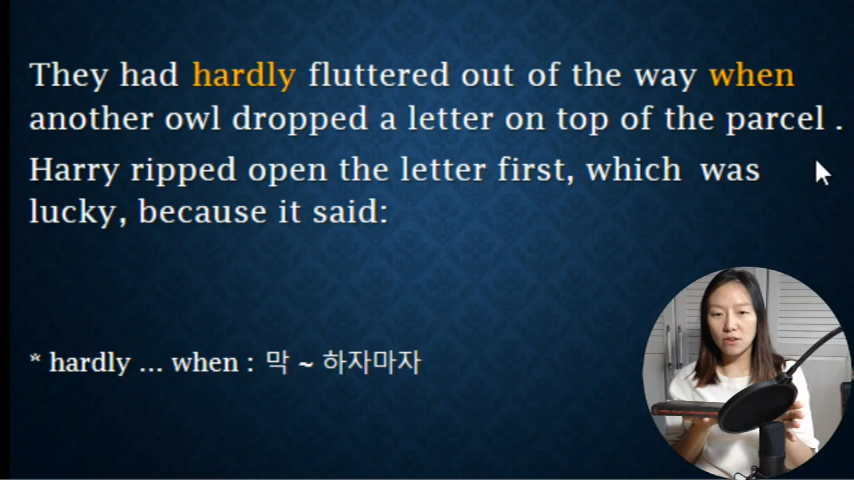 They had hardly fluttered out of the way when
another owl dropped a letter on top of the parcel .
Harry ripped open the letter first, which was
lucky, because it said:
* hardly ... when : 막 ~ 하자마자